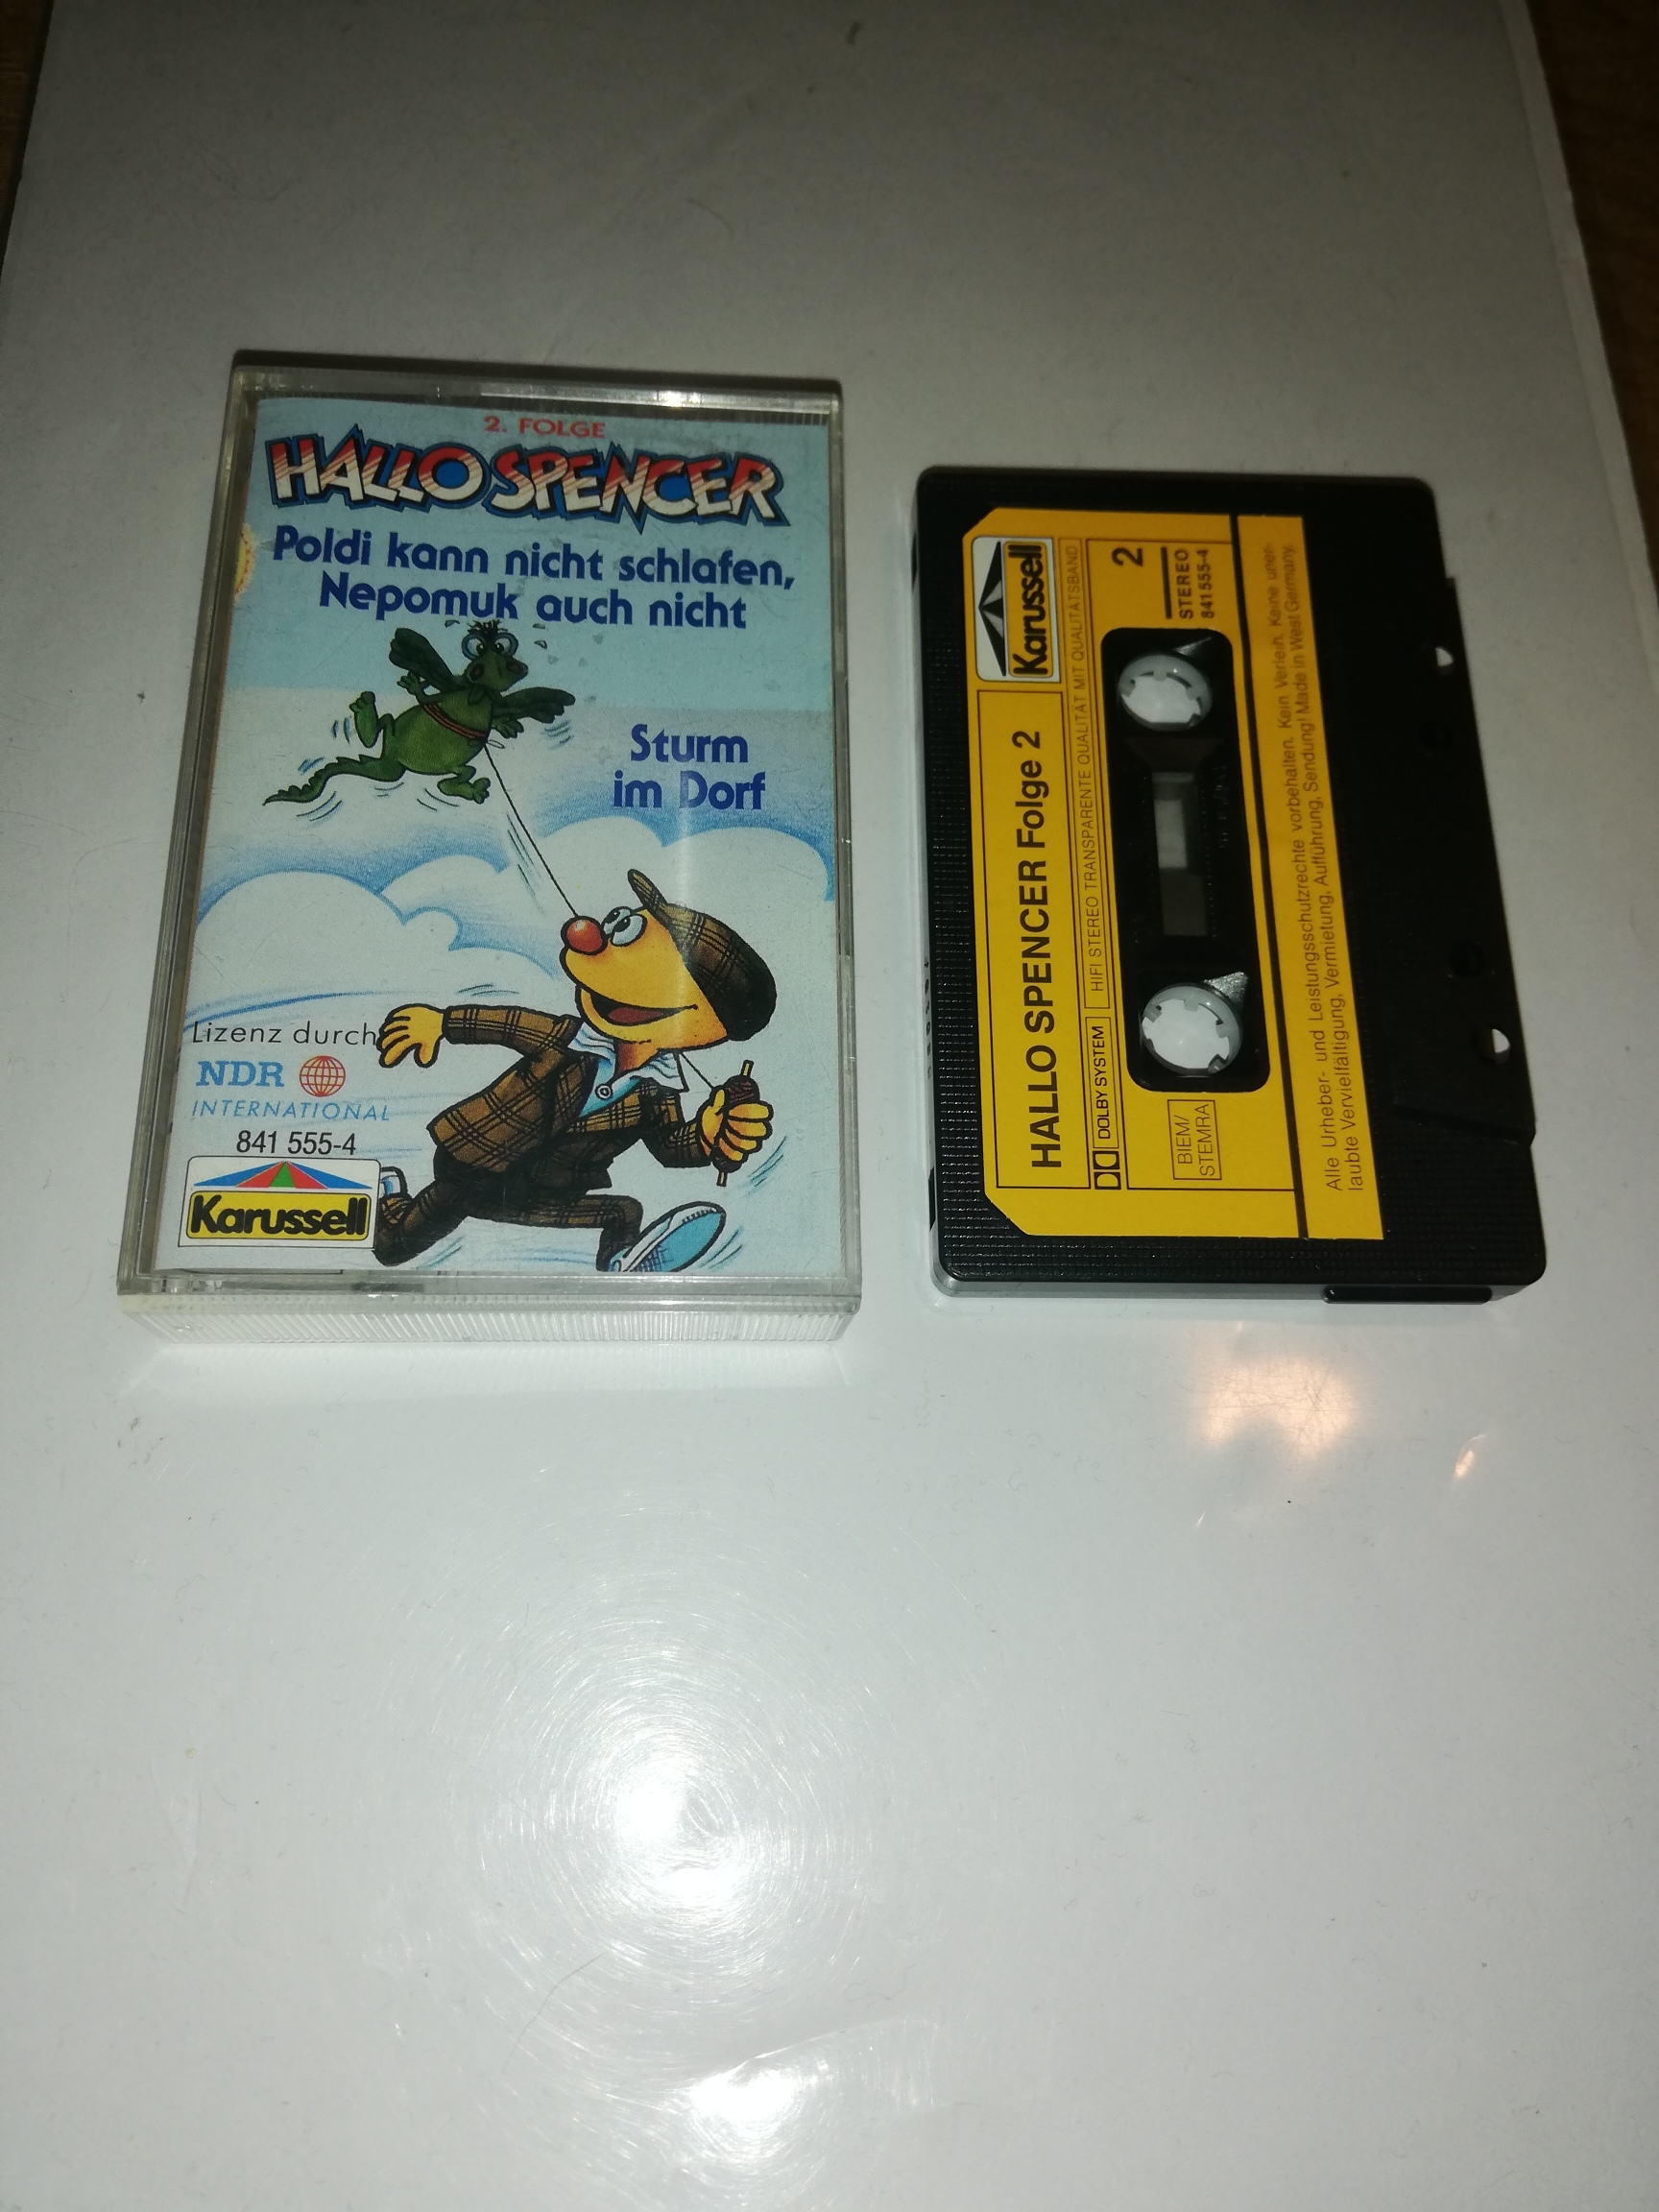 2. FOLGE
HALLO SPENCER
Poldi kann nicht schlafen,
Nepomuk auch nicht
Sturm
im Dorf
Lizenz durch
NDR
INTERNATIONAL
841 555-4
Karussell
Karussell
HALLO SPENCER Folge 2
DOLBY SYSTEM
HIFI STEREO TRANSPARENTE QUALITÄT MIT QUALITÄTSBAND
BIEM/
STEMRA
2
STEREO
841 555-4
Alle Urheber- und Leistungsschutzrechte vorbehalten. Kein Verleih. Keine uner-
laubte Vervielfältigung, Vermietung, Aufführung, Sendung! Made in West Germany.